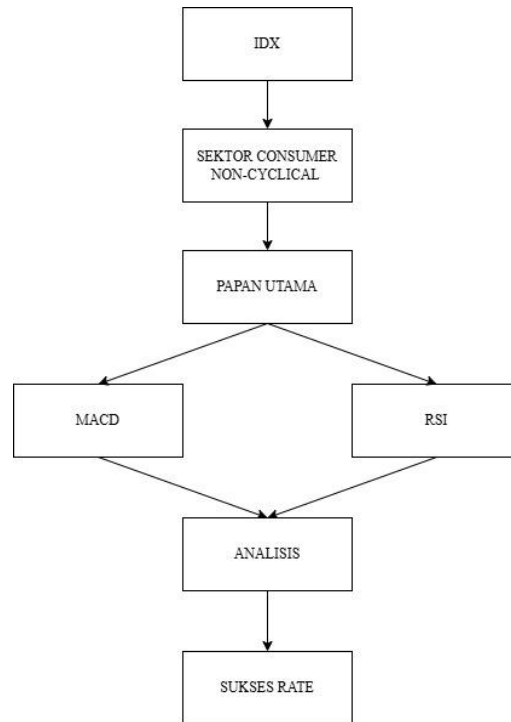 IDX
SEKTOR CONSUMER
NON-CYCLICAL
PAPAN UTAMA
MACD
RSI
ANALISIS
SUKSES RATE